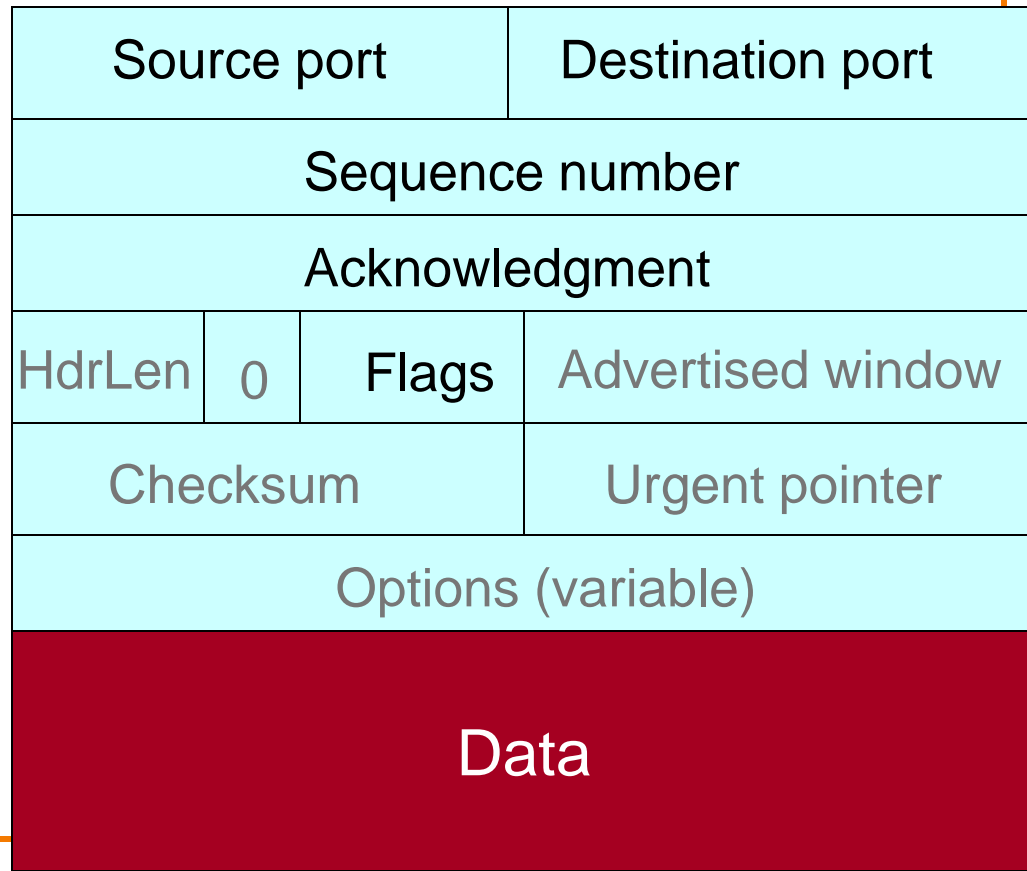 Source port Destination port
Sequence number
Acknowledgment
HdrLen 0 Flags Advertised window
Checksum Urgent pointer
Options (variable)
Data